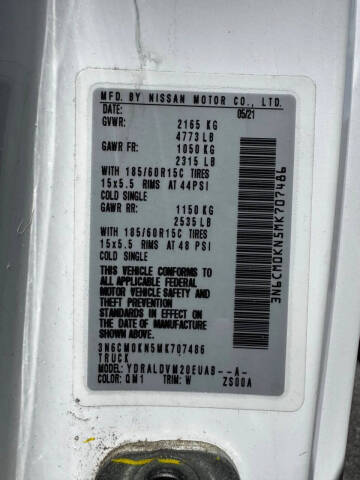 MFD. BY NISSAN MOTOR CO., LTD.
DATE: 05/21
GVWR: 2165 KG
4773 LB
GAWR FR: 1050 KG
2315 LB
WITH 185/60R15C TIRES
15x5.5 RIMS AT 44PSI
COLD SINGLE
GAWR RR: 1150 KG
2535 LB
WITH 185/60R15C TIRES
15x5.5 RIMS AT 48 PSI
COLD SINGLE
THIS VEHICLE CONFORMS TO
ALL APPLICABLE FEDERAL
MOTOR VEHICLE SAFETY
STANDARDS IN EFFECT ON
THE DATE OF MANUFACTURE
SHOWN ABOVE.
3N6CM0KN5MK707486
TRUCK
MODEL: YDRALDVM20EUAB--A-
COLOR: QM1 TRIM: W ZS00A
3N6CM0KN5MK707486